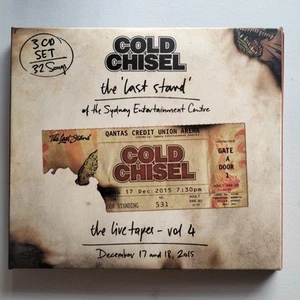 3 CD
SET
32 Songs
COLD
CHISEL
the 'last stand'
of the Sydney Entertainment Centre
The Last Stand
QANTAS CREDIT UNION ARENA
COLD
CHISEL
17 Dec 2015 7:30pm
STANDING
531
GATE
A
DOOR
1
the live tapes - vol 4
December 17 and 18, 2015